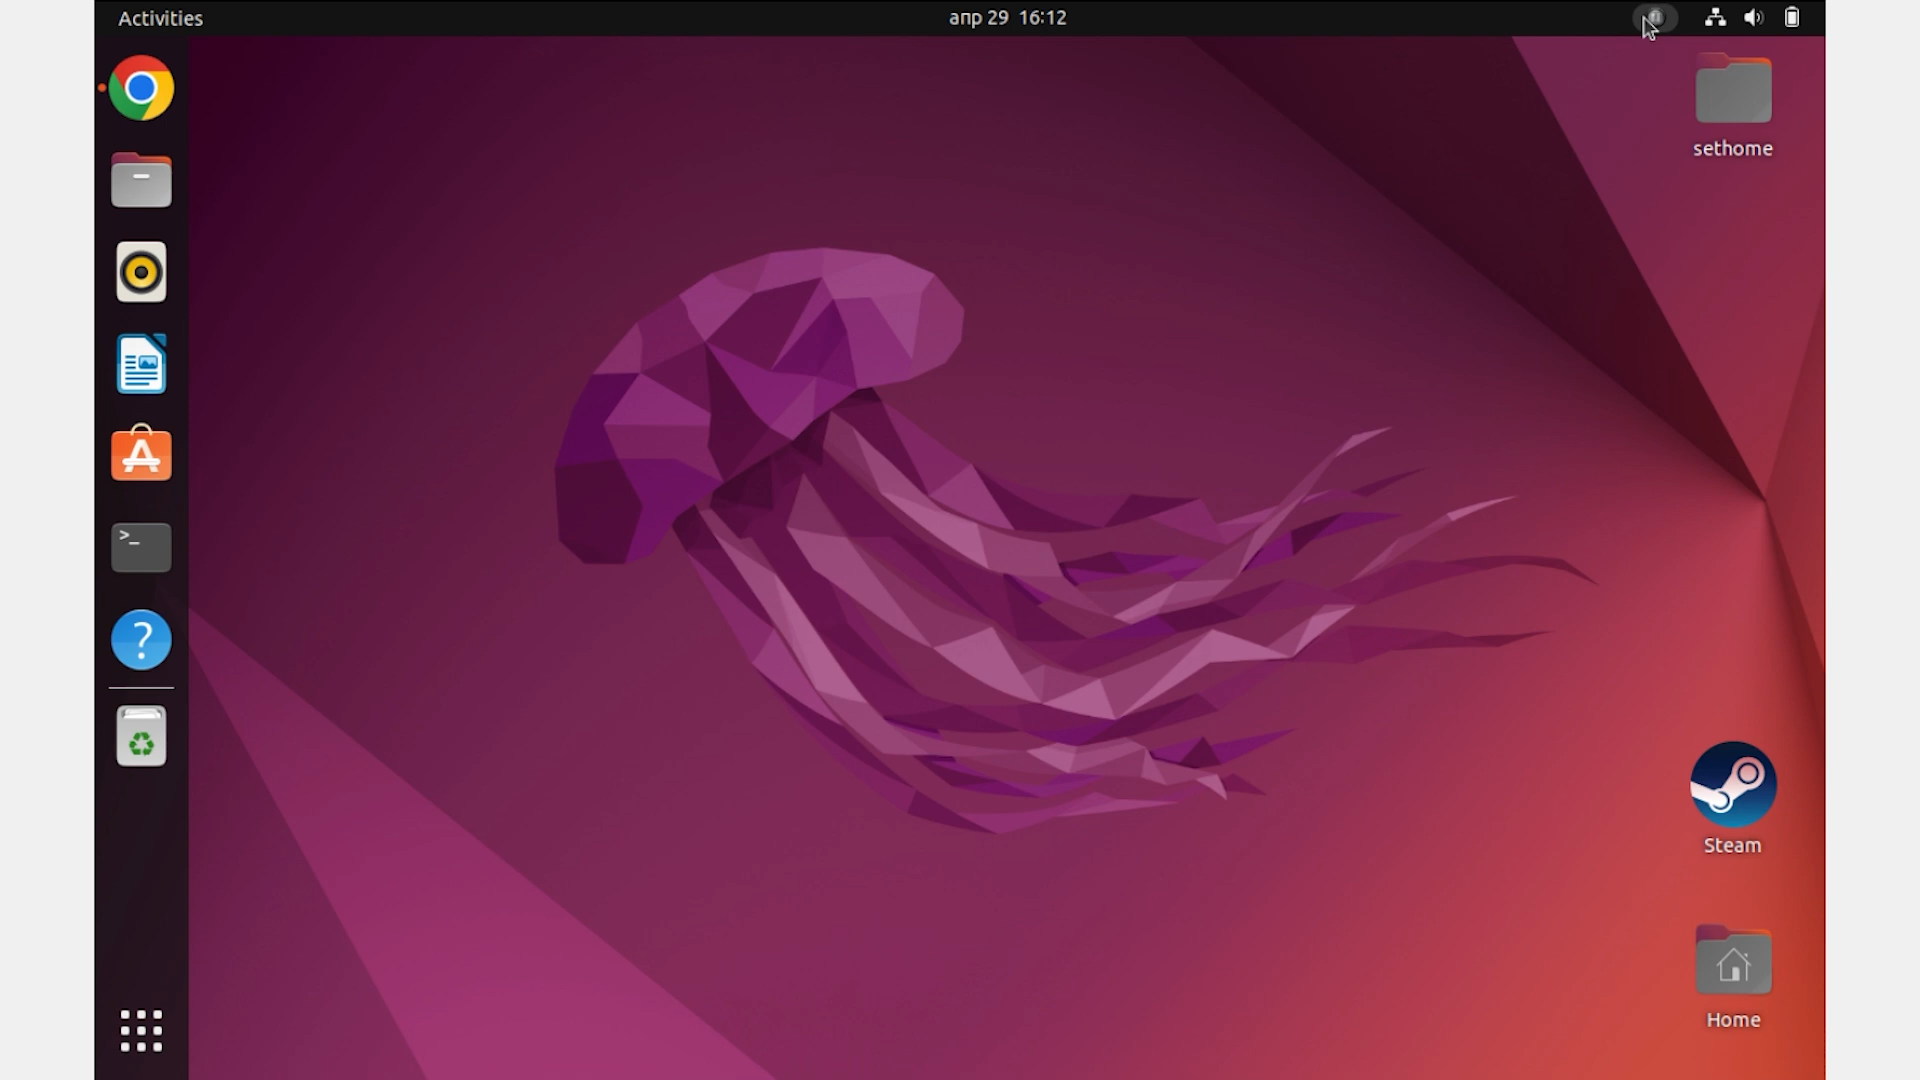 Activities
апр 29 16:12
sethome
>_
?
Steam
Home